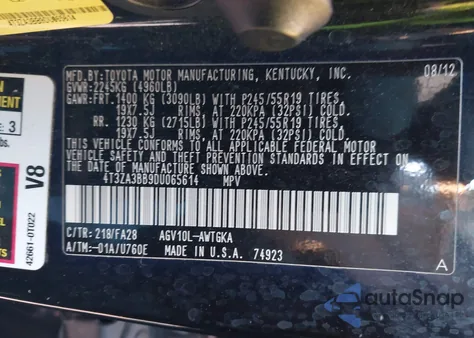 MFD.BY:TOYOTA MOTOR MANUFACTURING, KENTUCKY, INC. 08/12
GVWR: 2245KG (4960LB)
GAWR:FRT. 1400 KG (3090LB) WITH P245/55R19 TIRES
19X7.5J RIMS, AT 220KPA (32PSI) COLD.
RR. 1230 KG (2715LB) WITH P245/55R19 TIRES
19X7.5J RIMS, AT 220KPA (32PSI) COLD.
THIS VEHICLE CONFORMS TO ALL APPLICABLE FEDERAL MOTOR
VEHICLE SAFETY,BUMPER,AND THEFT PREVENTION STANDARDS IN EFFECT
ON THE DATE OF MANUFACTURE SHOWN ABOVE.
4T3ZA3BB9DU065614 MPV
C/TR: 218/FA28 AGV10L-AWTGKA
A/TM:-01A/U760E MADE IN U.S.A. 74923
A
3
V8
42661-0T022
autoSnap